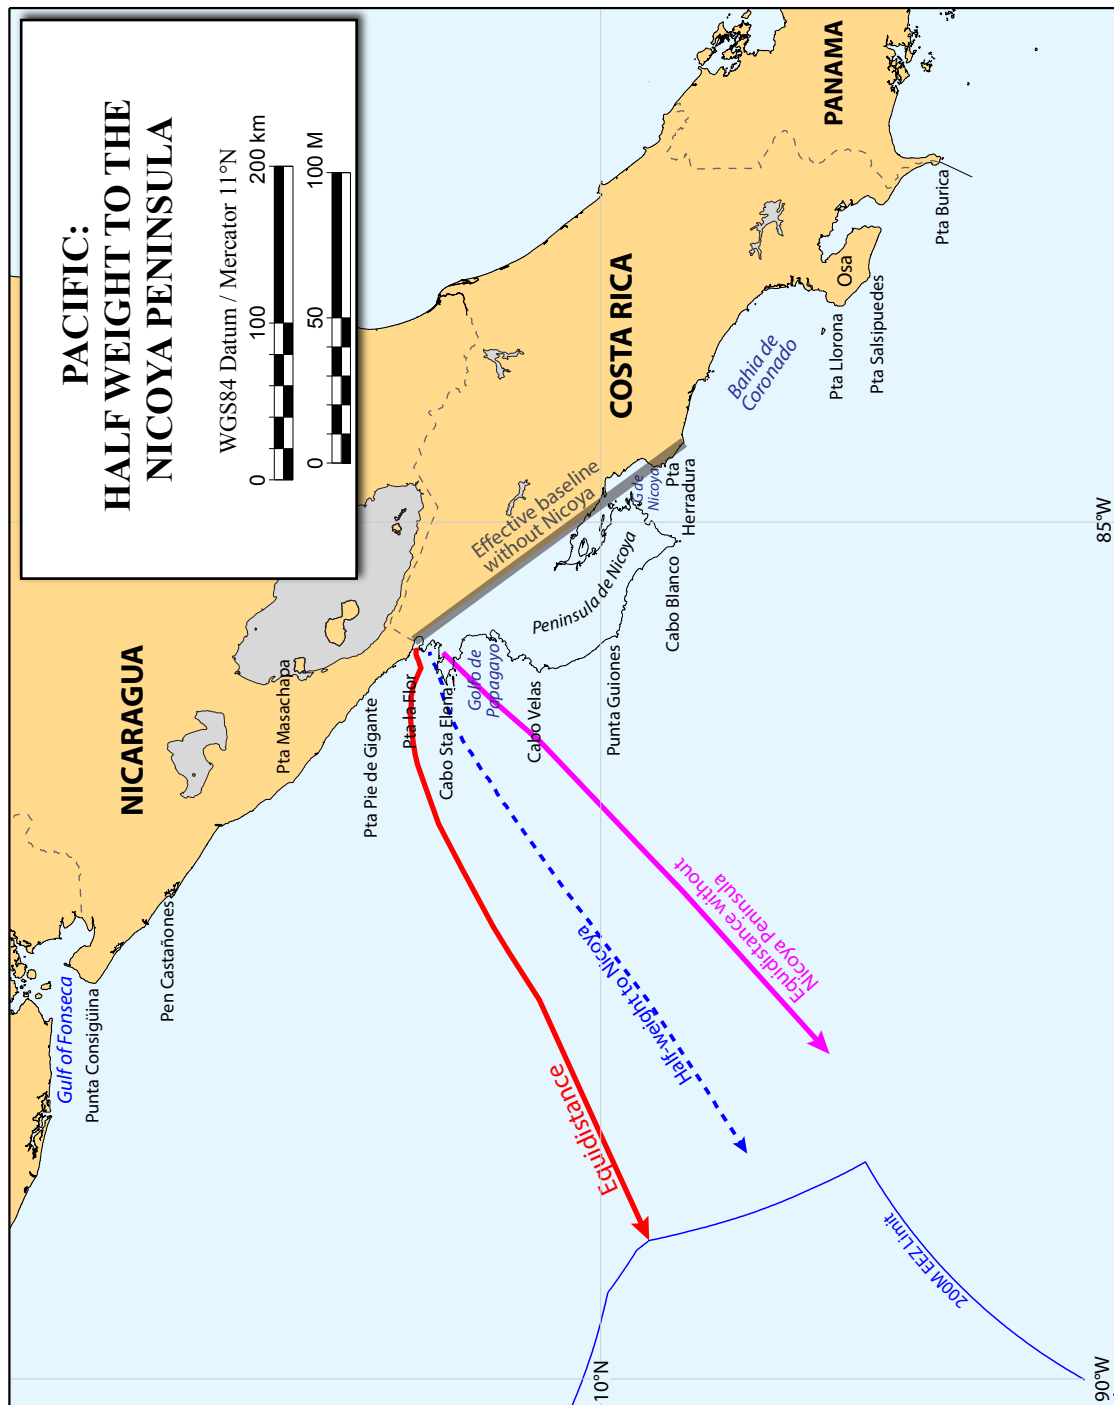 PACIFIC:
HALF WEIGHT TO THE
NICOYA PENINSULA
WGS84 Datum / Mercator 11°N
0 100 200 km
0 50 100 M
NICARAGUA
COSTA RICA
PANAMA
Gulf of Fonseca
Punta Consigüina
Pen Castañones
Pta Masachapa
Pta Pie de Gigante
Pta la Flor
Cabo Sta Elena
Golfo de
Papagayo
Cabo Velas
Punta Guiones
Peninsula de Nicoya
Cabo Blanco
G de
Nicoya
Pta
Herradura
Effective baseline
without Nicoya
Bahia de
Coronado
Pta Llorona
Osa
Pta Salsipuedes
Pta Burica
Equidistance
Half-weight to Nicoya
Equidistance without
Nicoya Peninsula
200M EEZ Limit
10°N
90°W
85°W